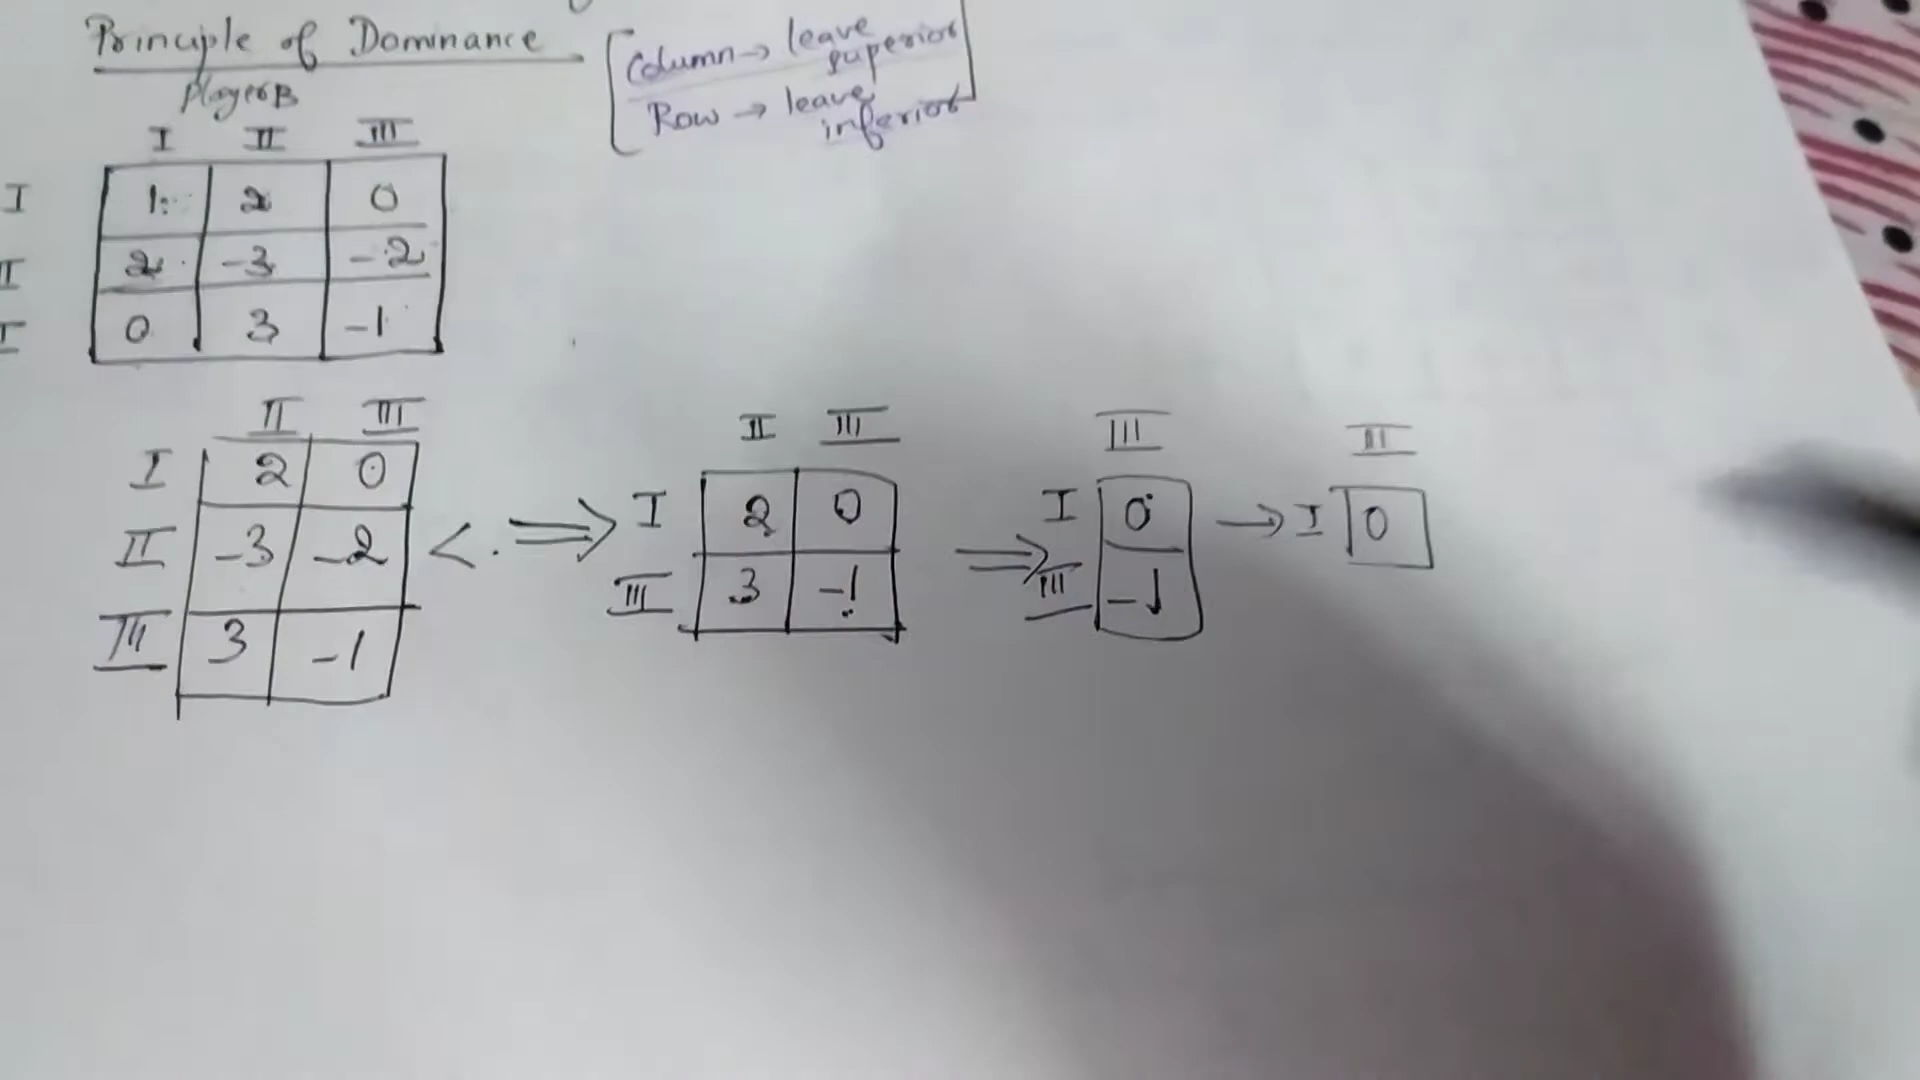 Principle of Dominance
Column → leave superior
Row → leave inferior
Player B
I II III
I 1 2 0
II 2 -3 -2
I 0 3 -1
II III
I 2 0
II -3 -2 <.
III 3 -1
⇒ II III
I 2 0
III 3 -1
⇒ III
I 0
III -1
→ III
I 0